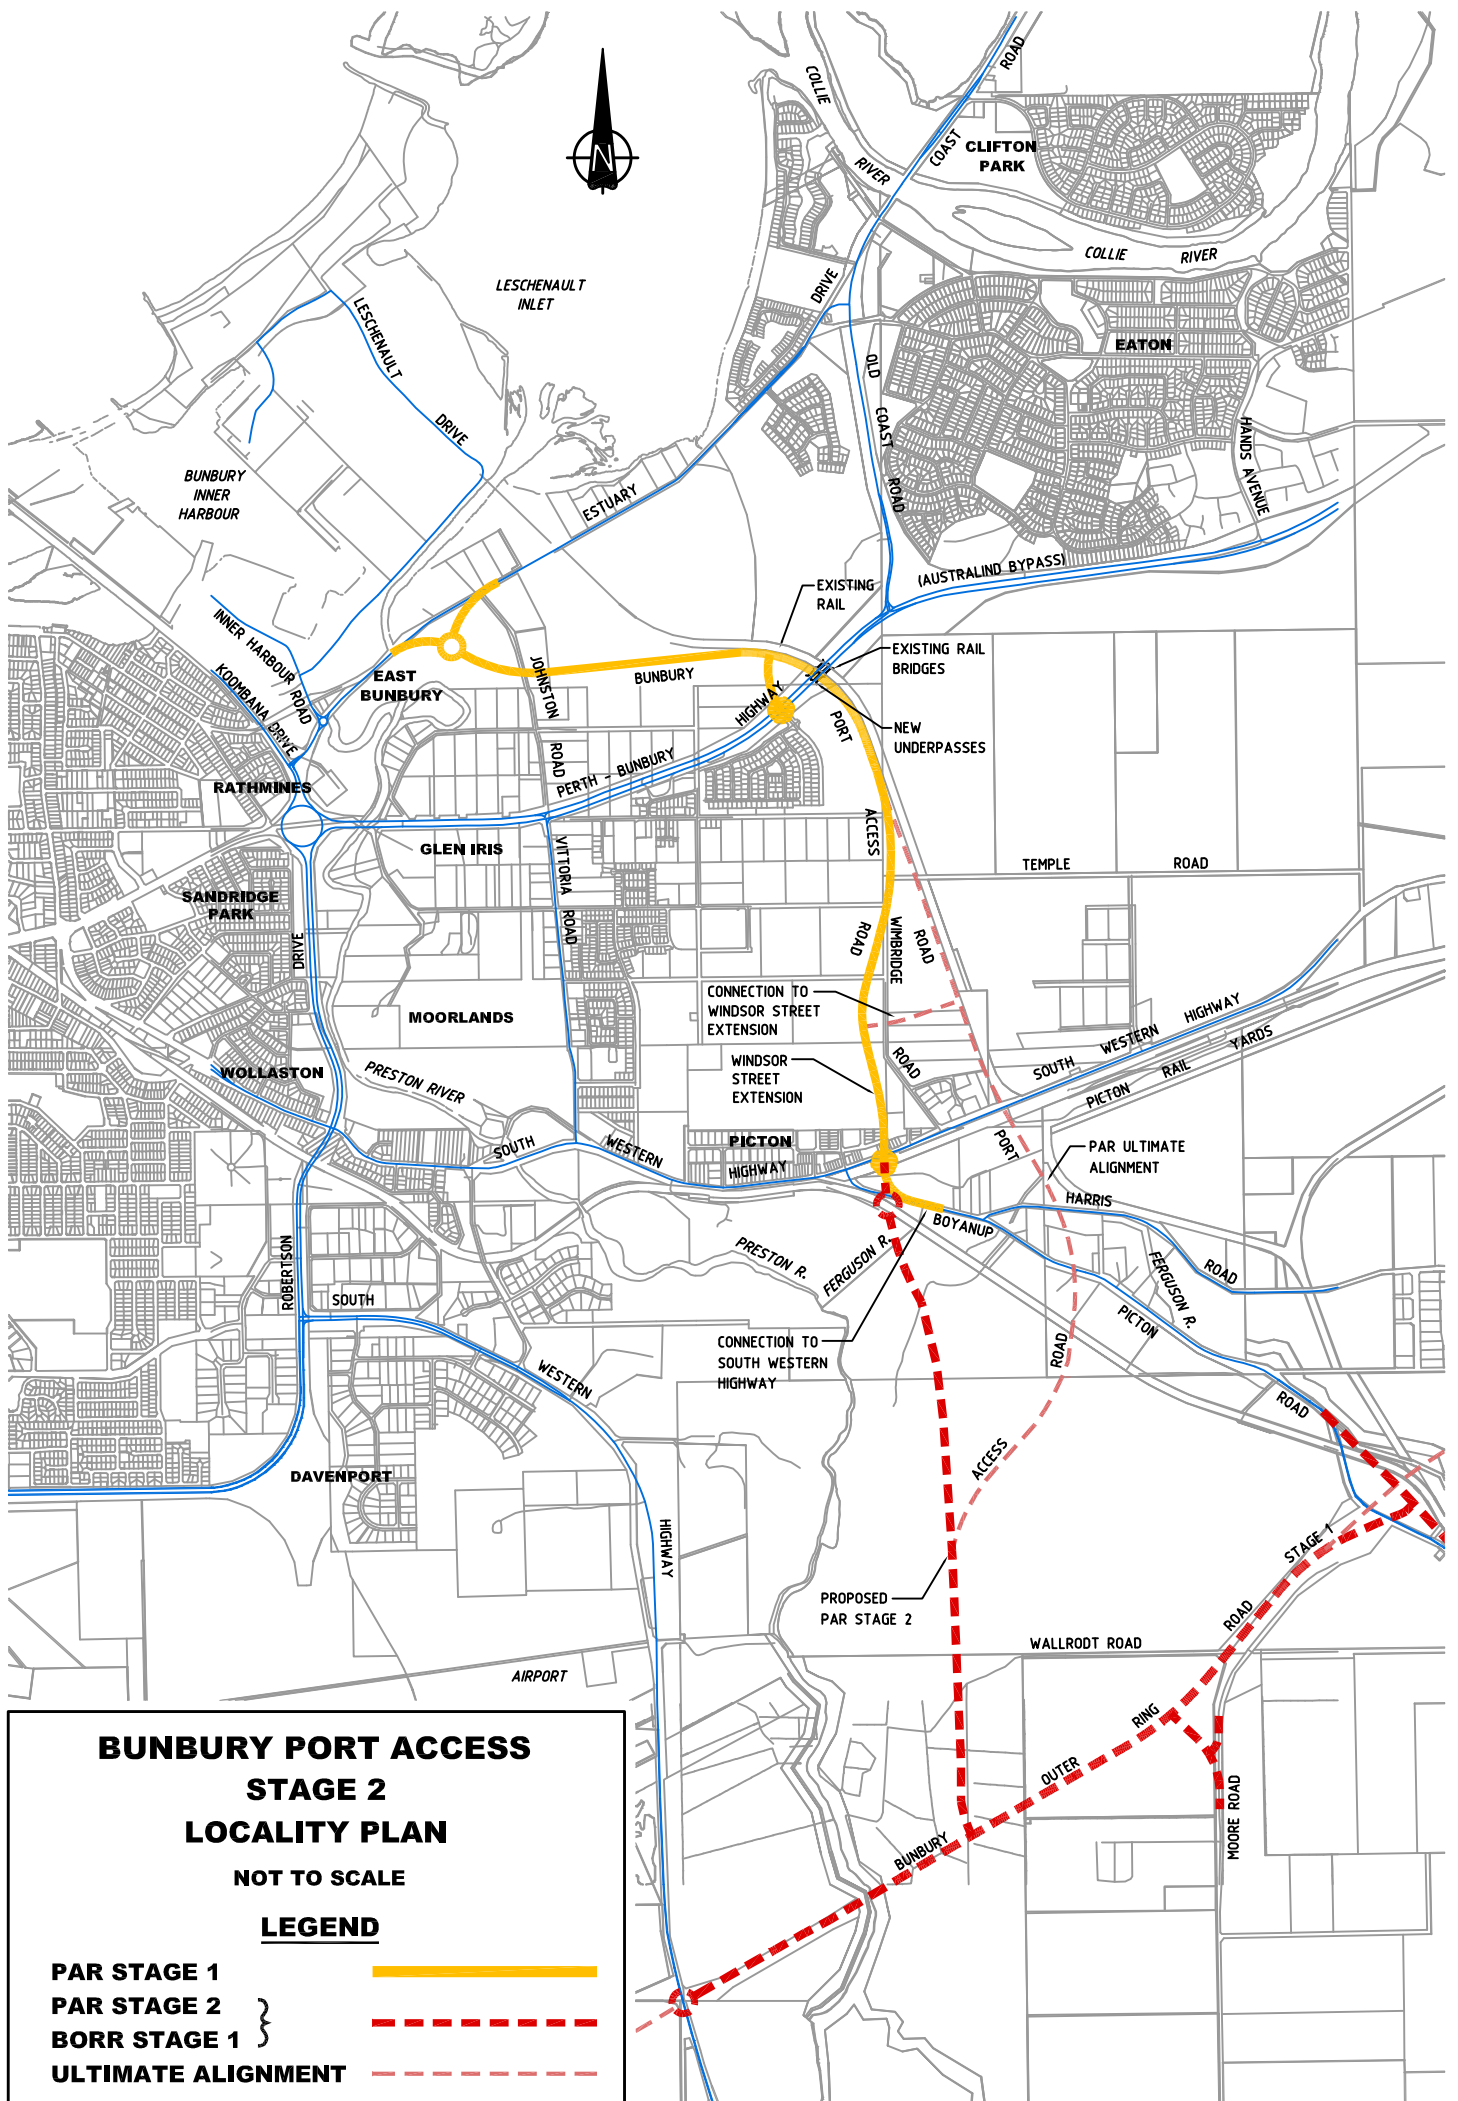 ROAD
COLLIE
COAST
CLIFTON
PARK
RIVER
COLLIE RIVER
N
LESCHENAULT
INLET
DRIVE
LESCHENAULT
DRIVE
OLD
COAST
ROAD
EATON
HANDS AVENUE
BUNBURY
INNER
HARBOUR
ESTUARY
(AUSTRALIND BYPASS)
EXISTING
RAIL
EXISTING RAIL
BRIDGES
INNER HARBOUR ROAD
KOOMBANA DRIVE
EAST
BUNBURY
JOHNSTON
ROAD
BUNBURY
PORT
ACCESS
ROAD
HIGHWAY
PERTH - BUNBURY
NEW
UNDERPASSES
RATHMINES
GLEN IRIS
VITTORIA
ROAD
TEMPLE ROAD
SANDRIDGE
PARK
DRIVE
WIMBRIDGE
ROAD
ROAD
CONNECTION TO
WINDSOR STREET
EXTENSION
MOORLANDS
SOUTH WESTERN HIGHWAY
PICTON RAIL YARDS
WOLLASTON
PRESTON RIVER
WINDSOR
STREET
EXTENSION
SOUTH
WESTERN
PICTON
HIGHWAY
PORT
PAR ULTIMATE
ALIGNMENT
HARRIS
ROAD
BOYANUP
PICTON
ROAD
FERGUSON R.
PRESTON R.
FERGUSON R.
ROBERTSON
SOUTH
WESTERN
HIGHWAY
CONNECTION TO
SOUTH WESTERN
HIGHWAY
ROAD
ACCESS
DAVENPORT
STAGE 1
PROPOSED
PAR STAGE 2
ROAD
WALLRODT ROAD
AIRPORT
RING
OUTER
BUNBURY
MOORE ROAD
BUNBURY PORT ACCESS
STAGE 2
LOCALITY PLAN
NOT TO SCALE
LEGEND
PAR STAGE 1
PAR STAGE 2
BORR STAGE 1
ULTIMATE ALIGNMENT